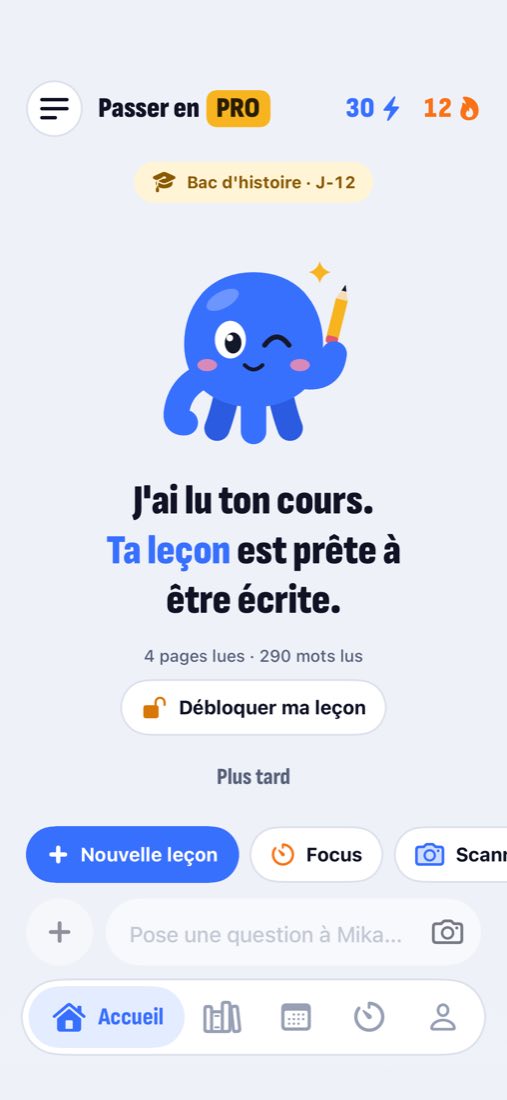 Passer en PRO 30 12
Bac d'histoire · J-12
J'ai lu ton cours.
Ta leçon est prête à
être écrite.
4 pages lues · 290 mots lus
Débloquer ma leçon
Plus tard
Nouvelle leçon Focus Scann
Pose une question à Mika...
Accueil